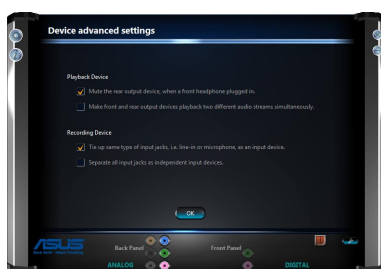 Device advanced settings
Playback Device
Mute the rear output device, when a front headphone plugged in.
Make front and rear output devices playback two different audio streams simultaneously.
Recording Device
Tie up same type of input jacks, i.e. line-in or microphone, as an input device.
Separate all input jacks as independent input devices.
OK
ASUS
Back Panel
Front Panel
ANALOG
DIGITAL